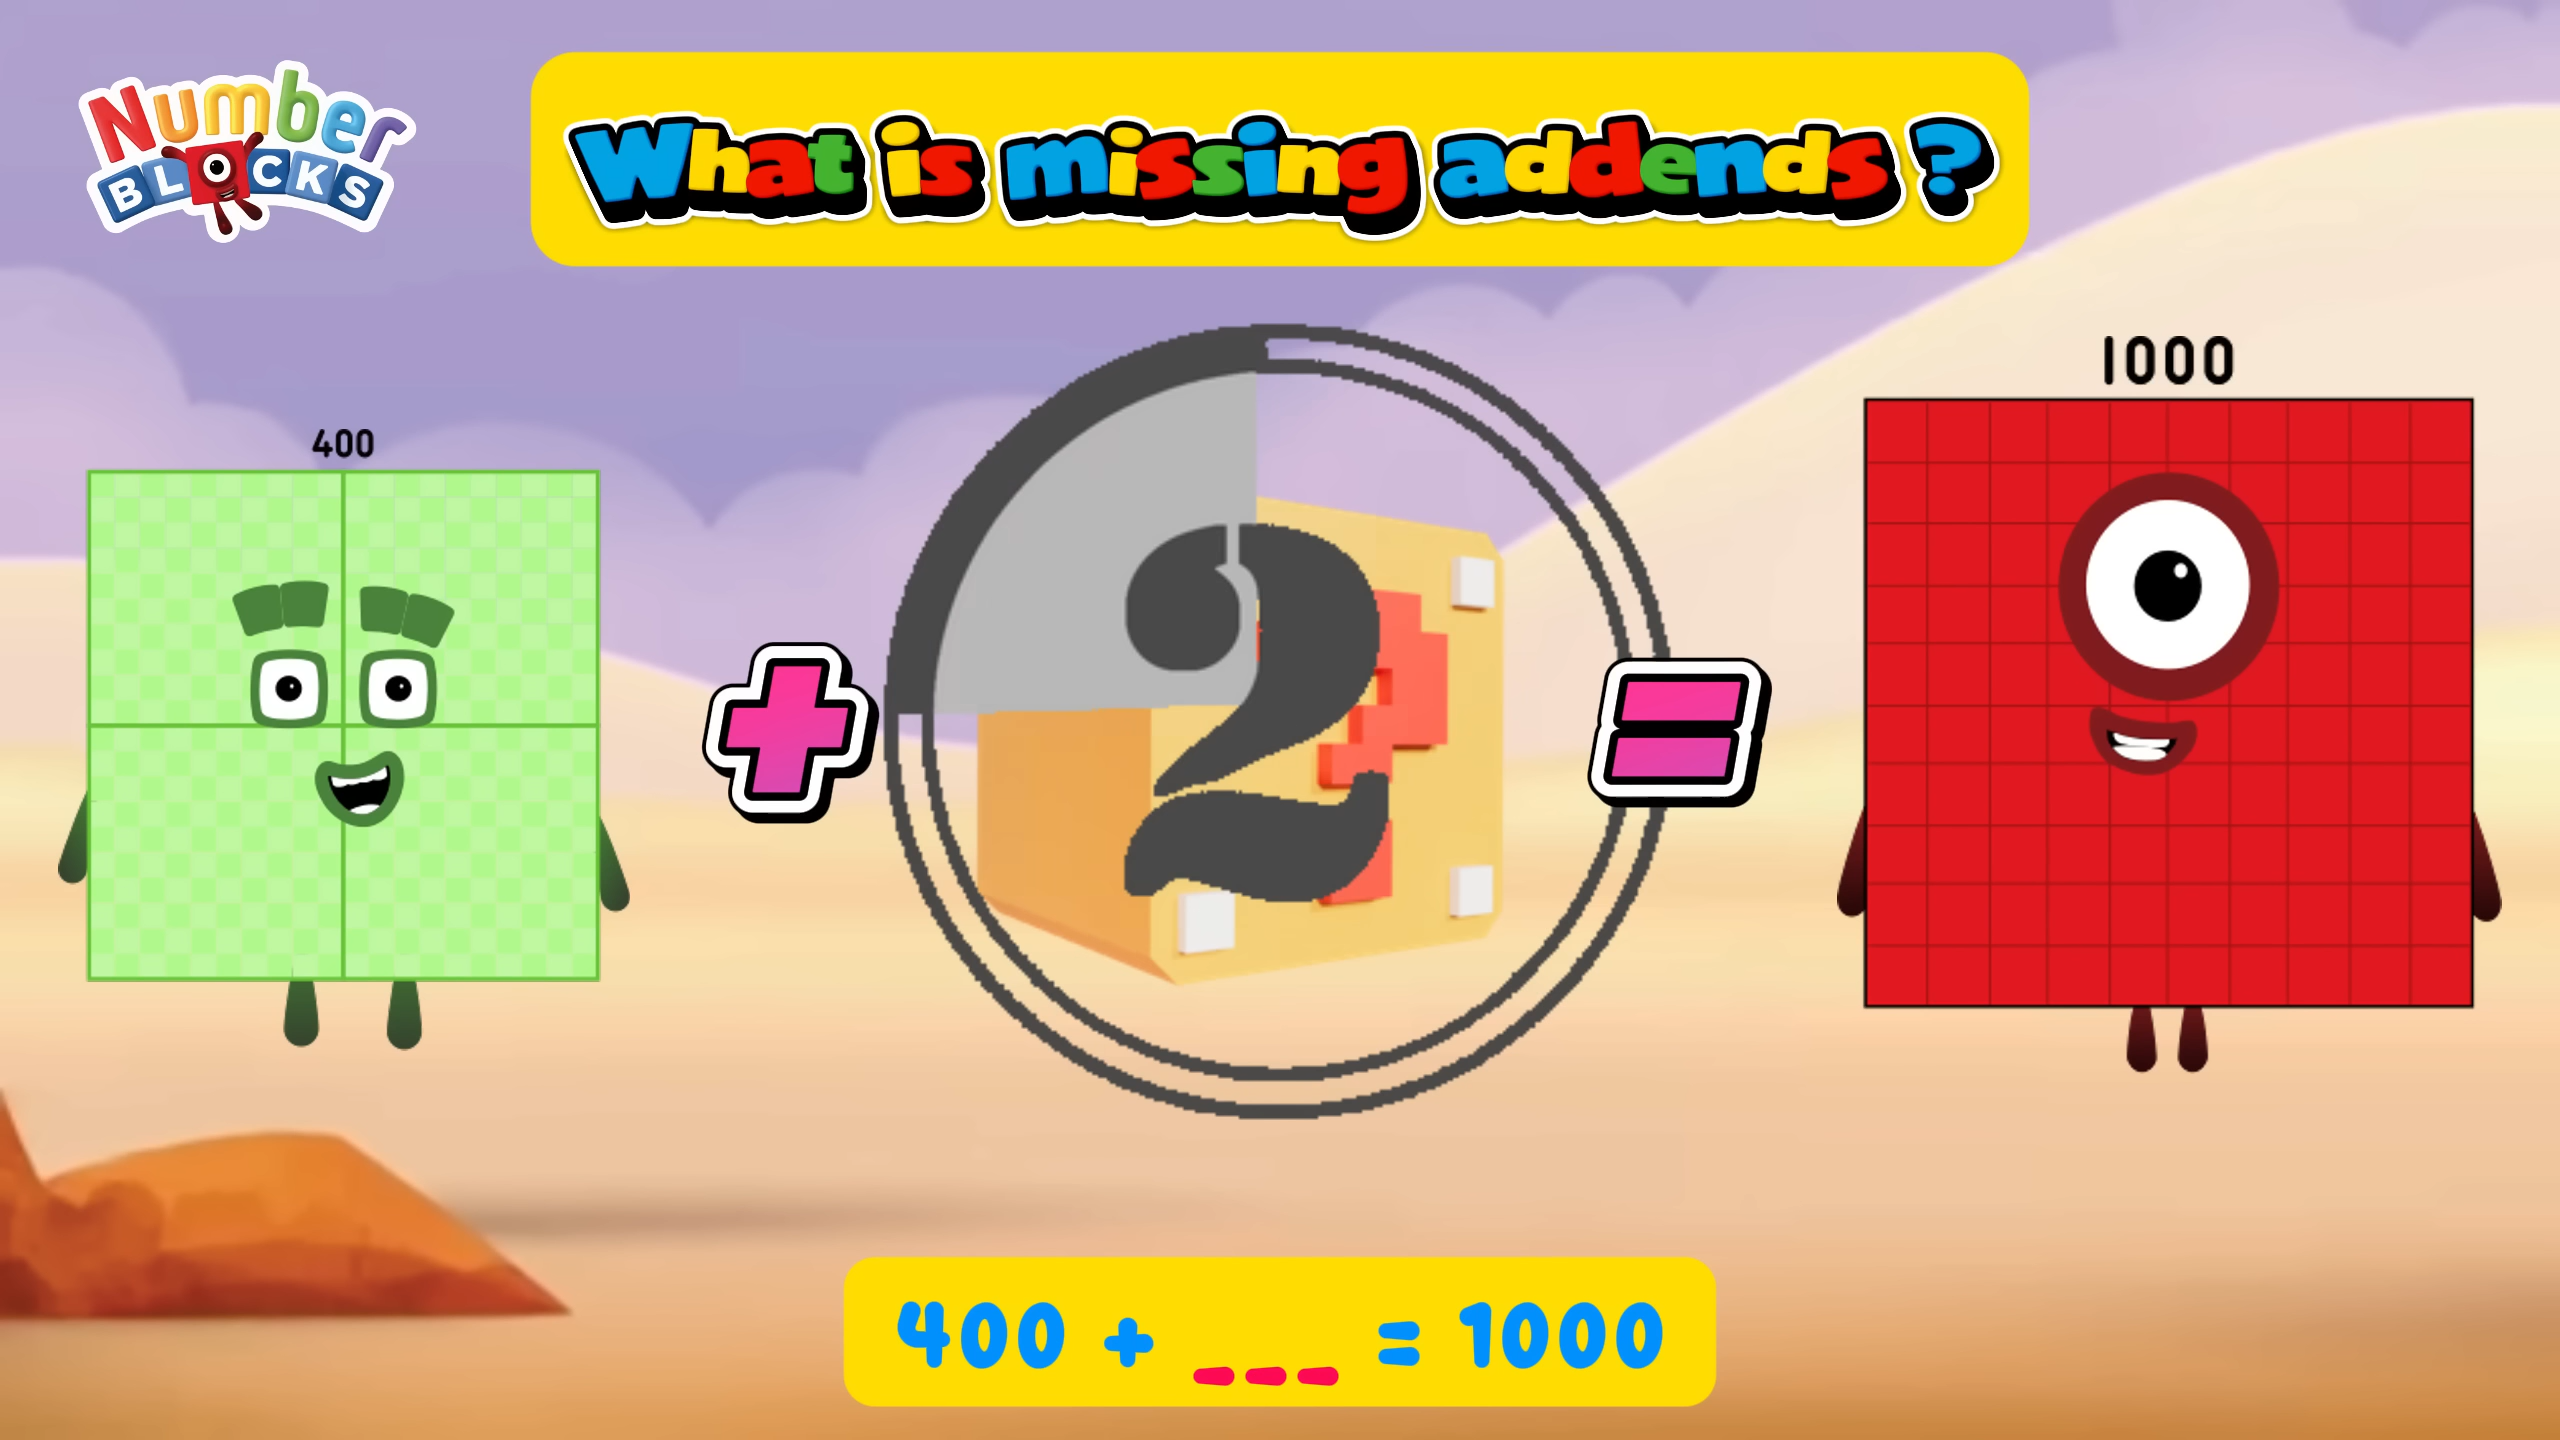 Number
BLOCKS
What is missing addends ?
400
1000
2
400 + ___ = 1000